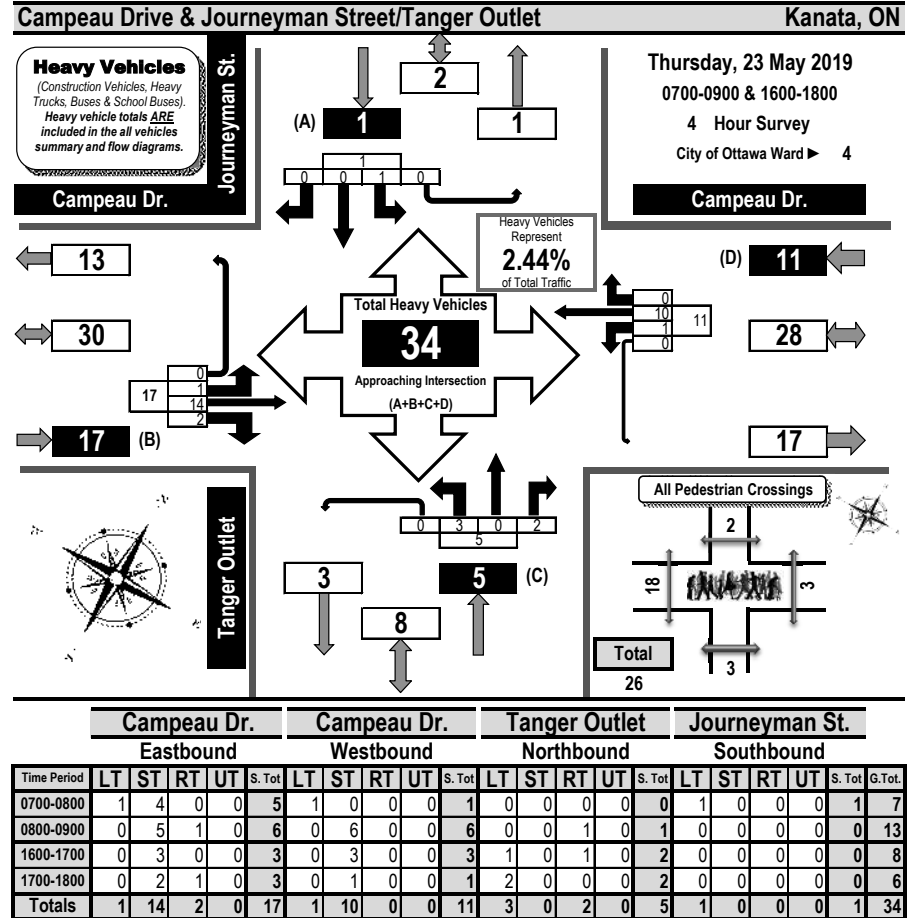 Campeau Drive & Journeyman Street/Tanger Outlet Kanata, ON
Heavy Vehicles
(Construction Vehicles, Heavy
Trucks, Buses & School Buses).
Heavy vehicle totals ARE
included in the all vehicles
summary and flow diagrams.
Journeyman St.
Campeau Dr.
2
(A) 1
1
1
0 0 1 0
Thursday, 23 May 2019
0700-0900 & 1600-1800
4 Hour Survey
City of Ottawa Ward ► 4
Campeau Dr.
Heavy Vehicles
Represent
2.44%
of Total Traffic
13
30
17 (B)
17
0
1
14
2
Total Heavy Vehicles
34
Approaching Intersection
(A+B+C+D)
(D) 11
28
17
0
10
1
0
11
Tanger Outlet
0 3 0 2
5
3
5 (C)
8
All Pedestrian Crossings
2
18
3
3
Total
26
Campeau Dr. Campeau Dr. Tanger Outlet Journeyman St.
Eastbound Westbound Northbound Southbound
Time Period LT ST RT UT S. Tot LT ST RT UT S. Tot LT ST RT UT S. Tot LT ST RT UT S. Tot G.Tot.
0700-0800 1 4 0 0 5 1 0 0 0 1 0 0 0 0 0 1 0 0 0 1 7
0800-0900 0 5 1 0 6 0 6 0 0 6 0 0 1 0 1 0 0 0 0 0 13
1600-1700 0 3 0 0 3 0 3 0 0 3 1 0 1 0 2 0 0 0 0 0 8
1700-1800 0 2 1 0 3 0 1 0 0 1 2 0 0 0 2 0 0 0 0 0 6
Totals 1 14 2 0 17 1 10 0 0 11 3 0 2 0 5 1 0 0 0 1 34